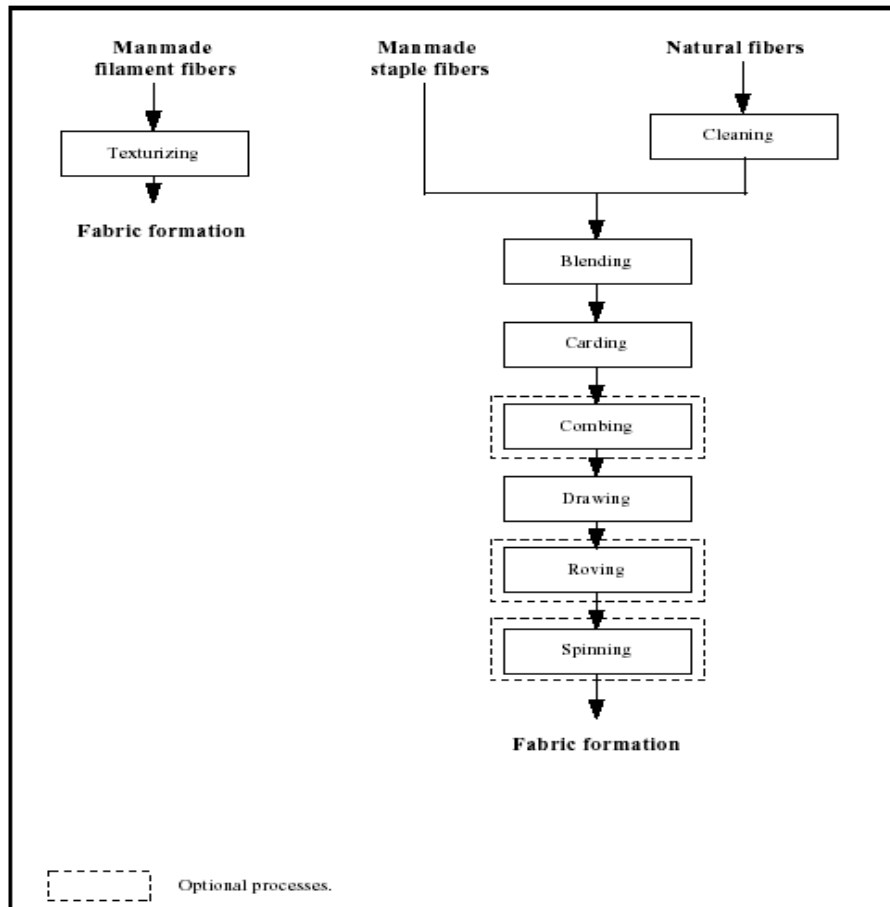 Manmade
filament fibers
Texturizing
Fabric formation
Manmade
staple fibers
Natural fibers
Cleaning
Blending
Carding
Combing
Drawing
Roving
Spinning
Fabric formation
Optional processes.